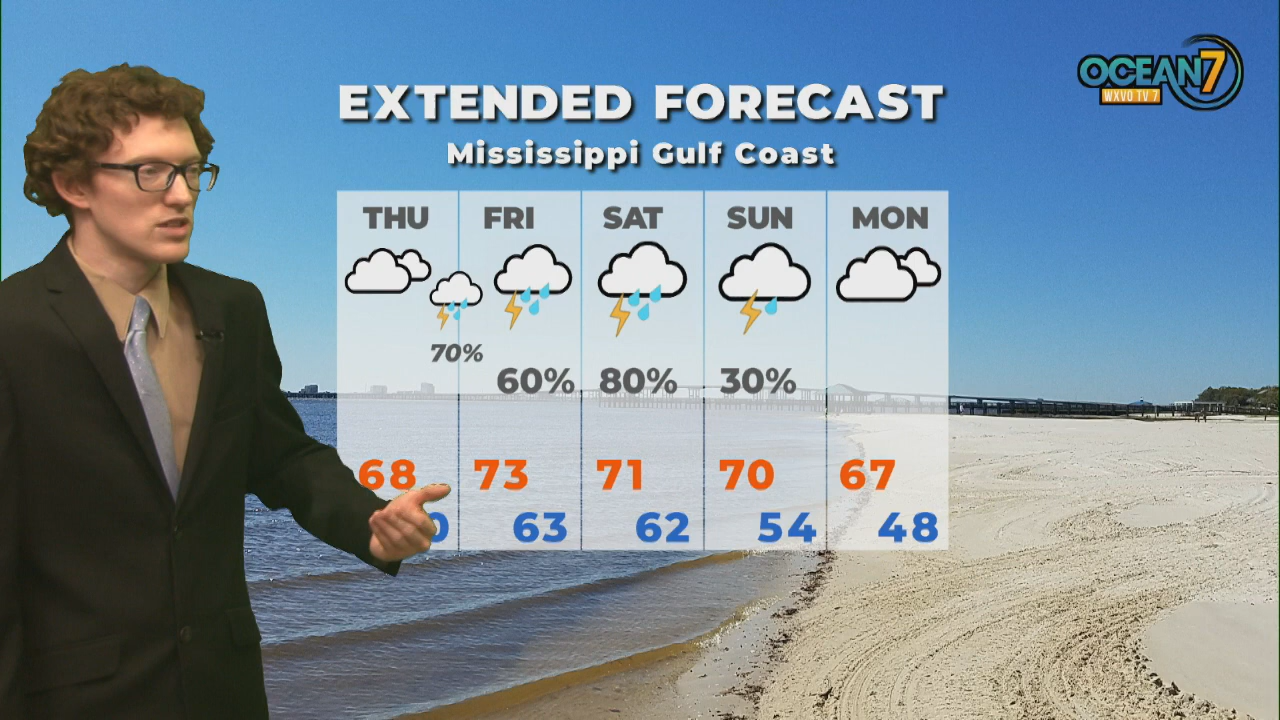 OCEAN7
WXVO TV 7
EXTENDED FORECAST
Mississippi Gulf Coast
THU FRI SAT SUN MON
70%
60% 80% 30%
68 73 71 70 67
63 62 54 48